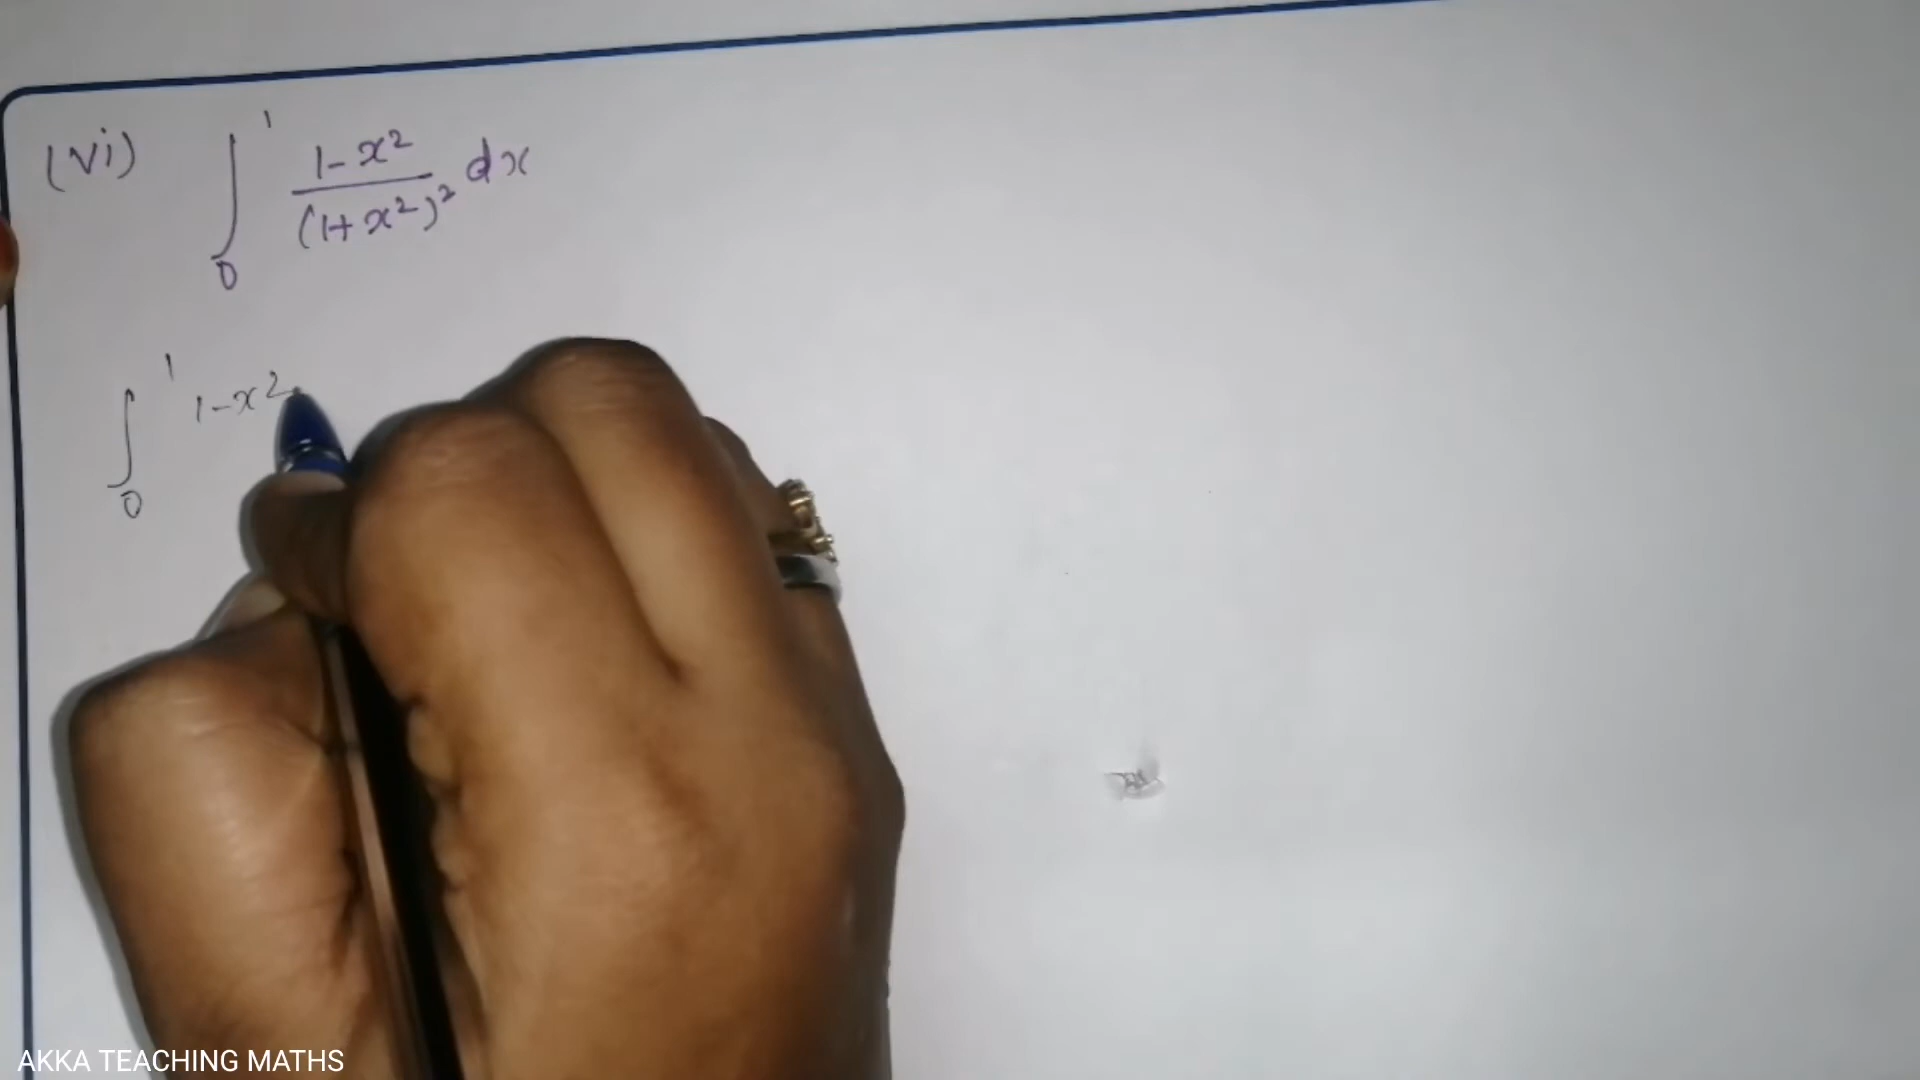 (vi) ∫₀¹ (1-x²)/(1+x²)² dx
∫₀¹ 1-x²
AKKA TEACHING MATHS